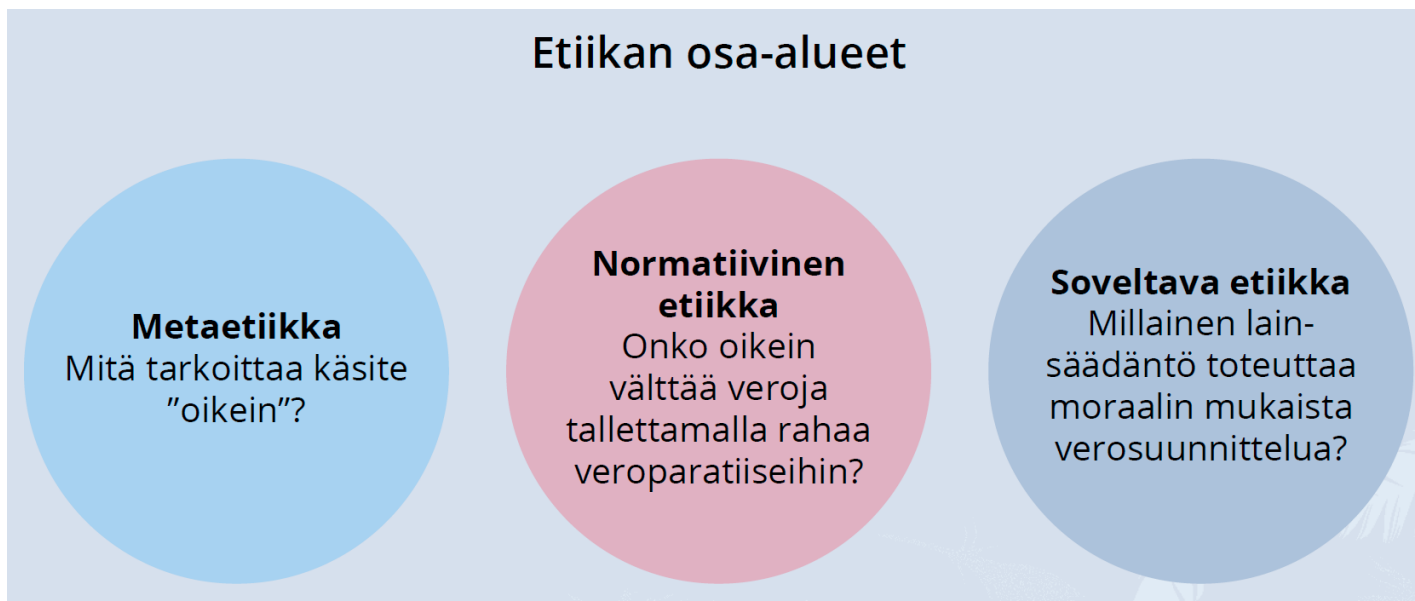 Etiikan osa-alueet
Metaetiikka
Mitä tarkoittaa käsite
”oikein”?
Normatiivinen
etiikka
Onko oikein
välttää veroja
tallettamalla rahaa
veroparatiiseihin?
Soveltava etiikka
Millainen lain-
säädäntö toteuttaa
moraalin mukaista
verosuunnittelua?